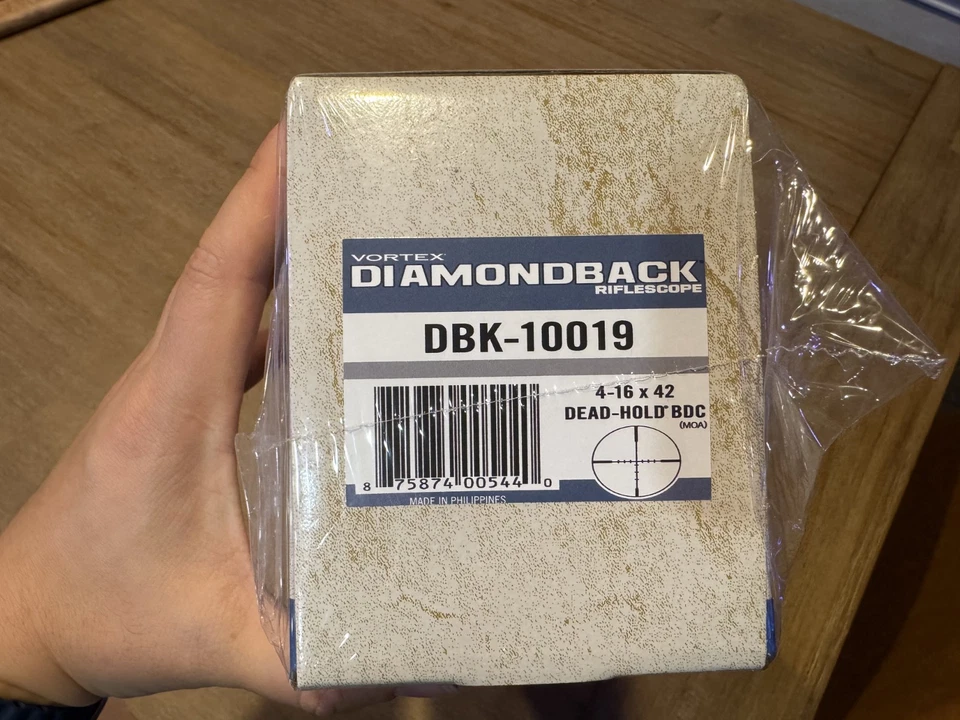 VORTEX
DIAMONDBACK
RIFLESCOPE
DBK-10019
4-16 x 42
DEAD-HOLD® BDC
(MOA)
8 75874 00544 0
MADE IN PHILIPPINES